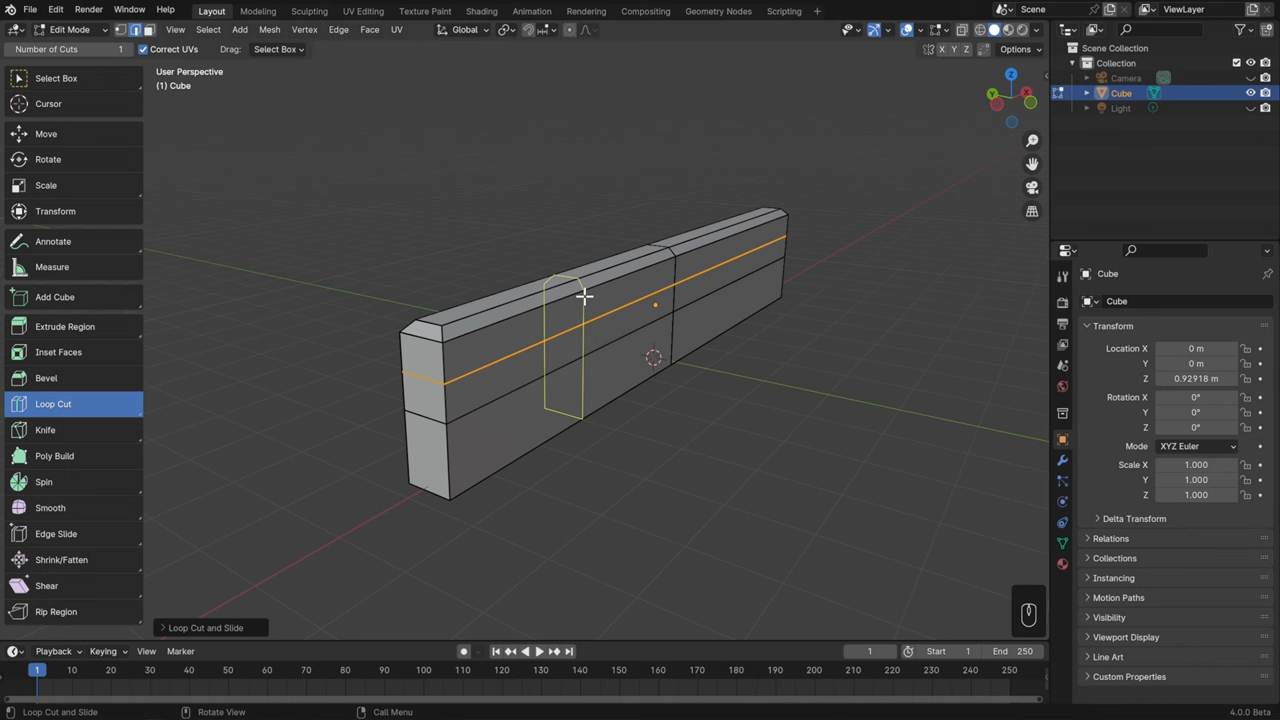 File Edit Render Window Help Layout Modeling Sculpting UV Editing Texture Paint Shading Animation Rendering Compositing Geometry Nodes Scripting Scene ViewLayer
Edit Mode View Select Add Mesh Vertex Edge Face UV Global
Number of Cuts 1 Correct UVs Drag: Select Box X Y Z Options
User Perspective
(1) Cube
Select Box
Cursor
Move
Rotate
Scale
Transform
Annotate
Measure
Add Cube
Extrude Region
Inset Faces
Bevel
Loop Cut
Knife
Poly Build
Spin
Smooth
Edge Slide
Shrink/Fatten
Shear
Rip Region
Z
Y
X
Loop Cut and Slide
Scene Collection
Collection
Camera
Cube
Light
Cube
Cube
Transform
Location X 0 m
Y 0 m
Z 0.92918 m
Rotation X 0°
Y 0°
Z 0°
Mode XYZ Euler
Scale X 1.000
Y 1.000
Z 1.000
Delta Transform
Relations
Collections
Instancing
Motion Paths
Visibility
Viewport Display
Line Art
Custom Properties
Playback Keying View Marker 1 Start 1 End 250
1 10 20 30 40 50 60 70 80 90 100 110 120 130 140 150 160 170 180 190 200 210 220 230 240 250
Loop Cut and Slide Rotate View Call Menu 4.0.0 Beta